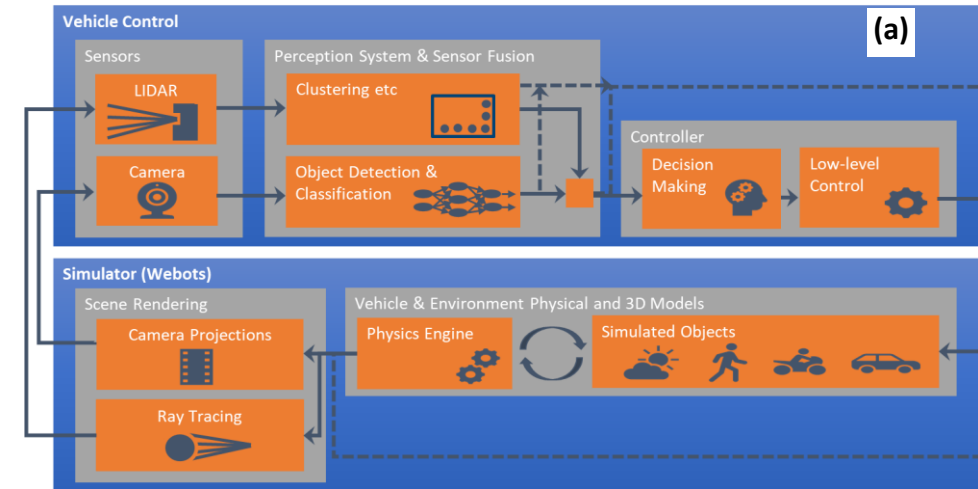 Vehicle Control
(a)
Sensors
LIDAR
Camera
Perception System & Sensor Fusion
Clustering etc
Object Detection &
Classification
Controller
Decision
Making
Low-level
Control
Simulator (Webots)
Scene Rendering
Camera Projections
Ray Tracing
Vehicle & Environment Physical and 3D Models
Physics Engine
Simulated Objects